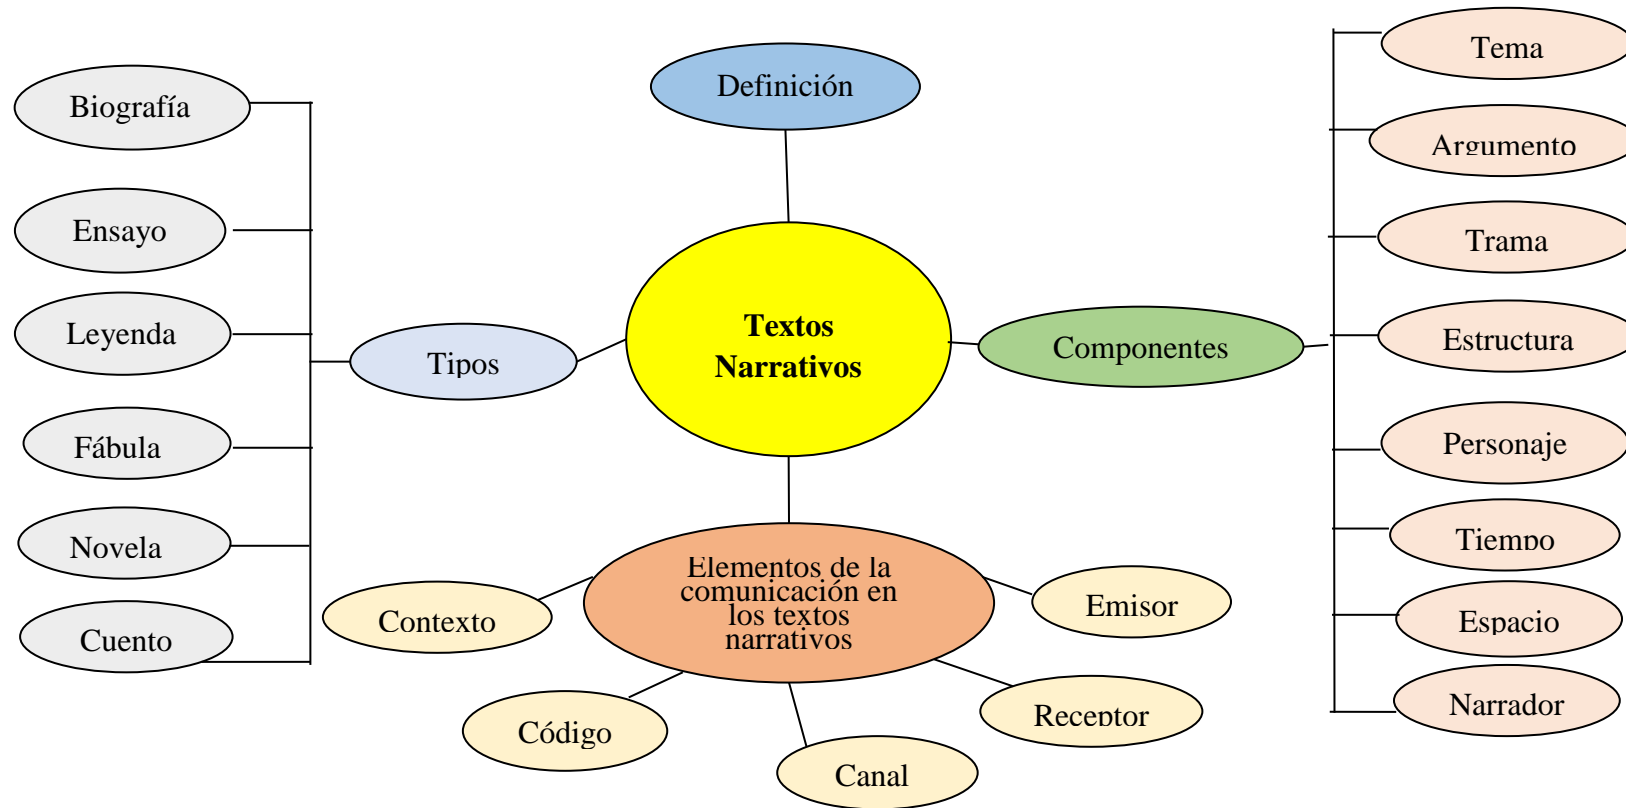 Definición
Textos
Narrativos
Tipos
Biografía
Ensayo
Leyenda
Fábula
Novela
Cuento
Componentes
Tema
Argumento
Trama
Estructura
Personaje
Tiempo
Espacio
Narrador
Elementos de la
comunicación en
los textos
narrativos
Contexto
Código
Canal
Receptor
Emisor